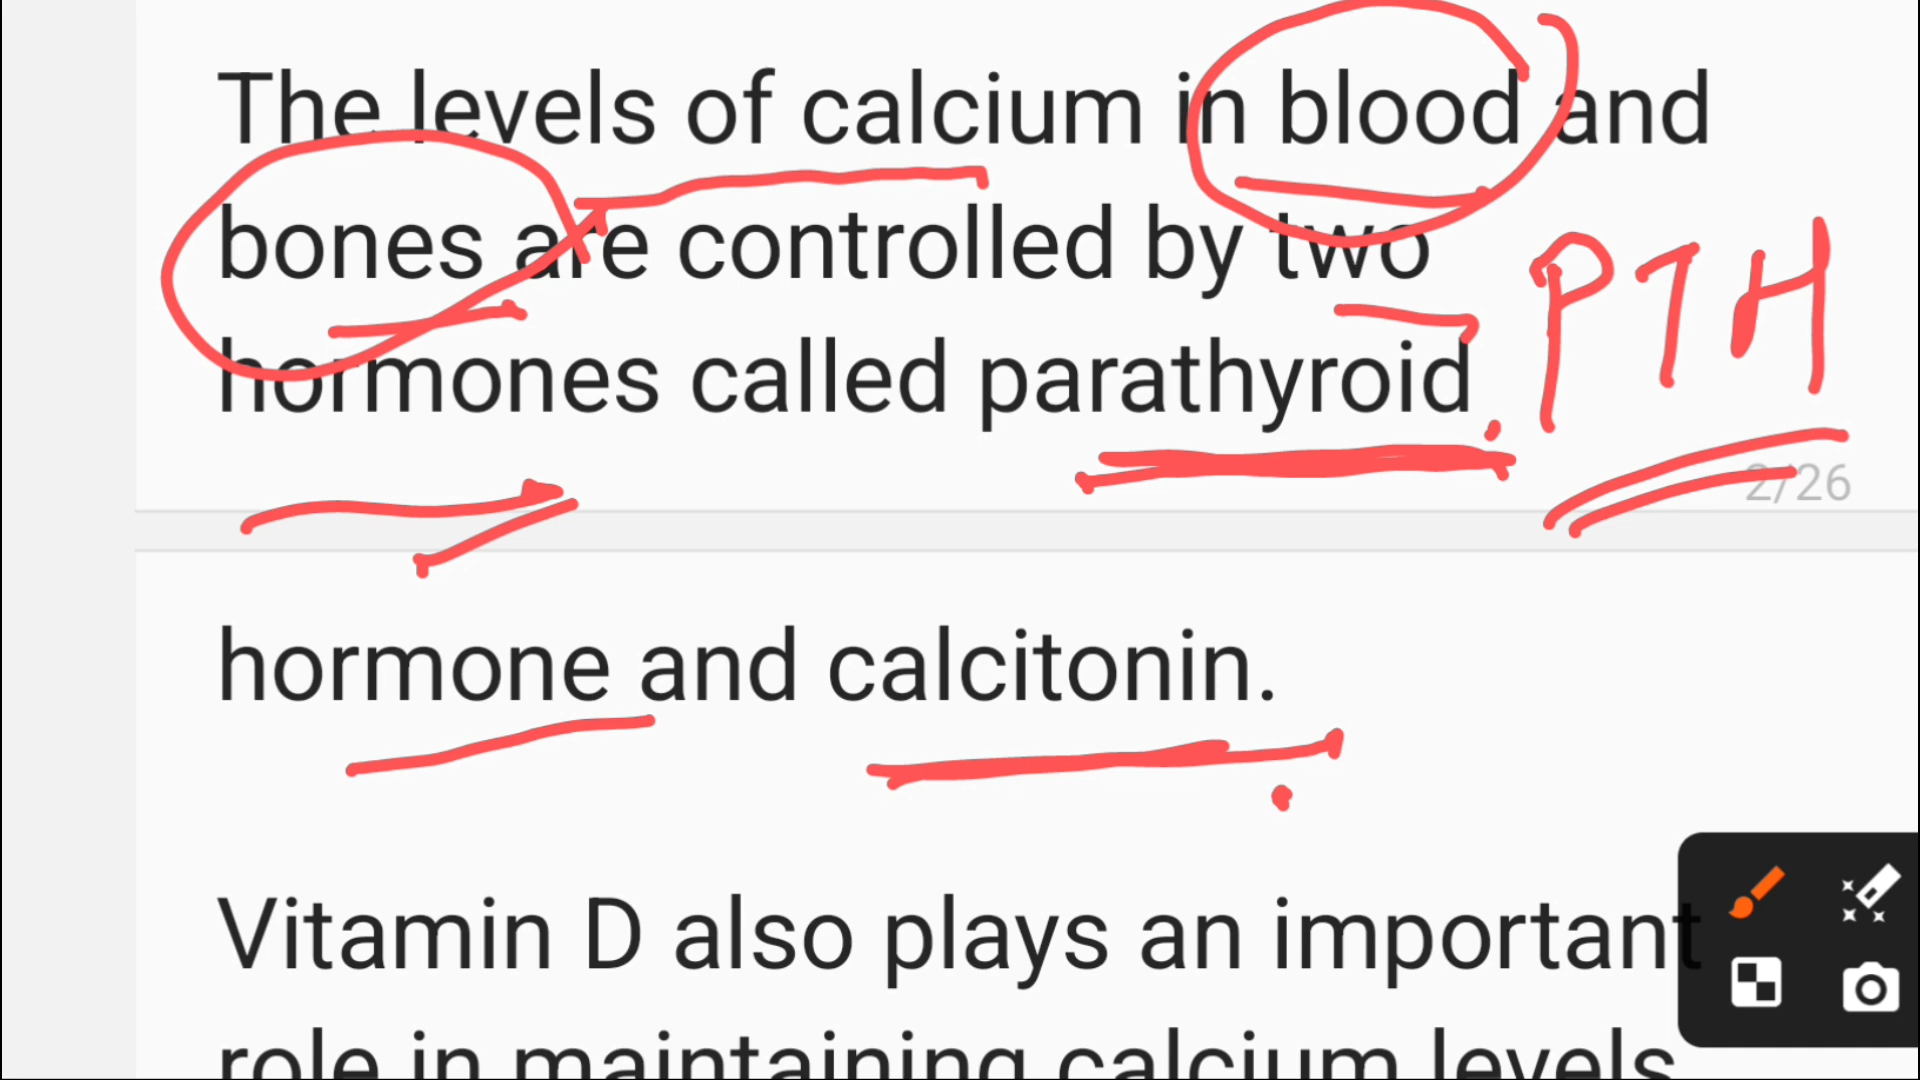 The levels of calcium in blood and
bones are controlled by two
hormones called parathyroid
PTH
2/26
hormone and calcitonin.
Vitamin D also plays an important
role in maintaining calcium levels